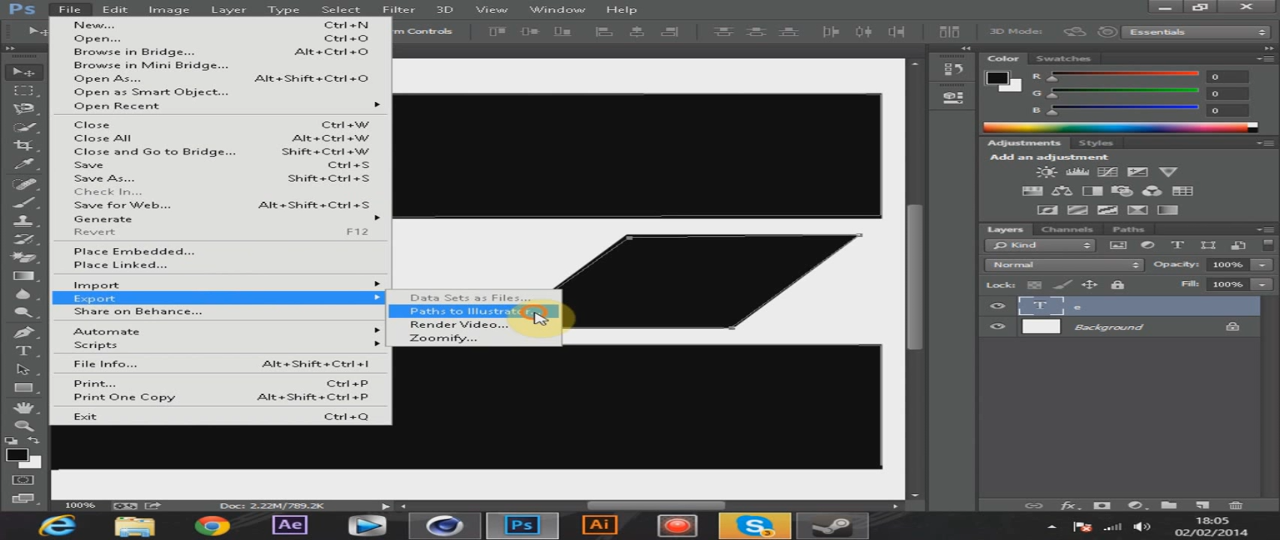 Ps File Edit Image Layer Type Select Filter 3D View Window Help
rm Controls 3D Mode: Essentials
New... Ctrl+N
Open... Ctrl+O
Browse in Bridge... Alt+Ctrl+O
Browse in Mini Bridge...
Open As... Alt+Shift+Ctrl+O
Open as Smart Object...
Open Recent
Close Ctrl+W
Close All Alt+Ctrl+W
Close and Go to Bridge... Shift+Ctrl+W
Save Ctrl+S
Save As... Shift+Ctrl+S
Check In...
Save for Web... Alt+Shift+Ctrl+S
Generate
Revert F12
Place Embedded...
Place Linked...
Import
Export
Share on Behance...
Automate
Scripts
File Info... Alt+Shift+Ctrl+I
Print... Ctrl+P
Print One Copy Alt+Shift+Ctrl+P
Exit Ctrl+Q
Data Sets as Files...
Paths to Illustrator...
Render Video...
Zoomify...
Color Swatches
R 0
G 0
B 0
Adjustments Styles
Add an adjustment
Layers Channels Paths
Kind
Normal Opacity: 100%
Lock: Fill: 100%
T e
Background
fx
100% Doc: 2.22M/789.2K
Ae Ps Ai
18:05
02/02/2014